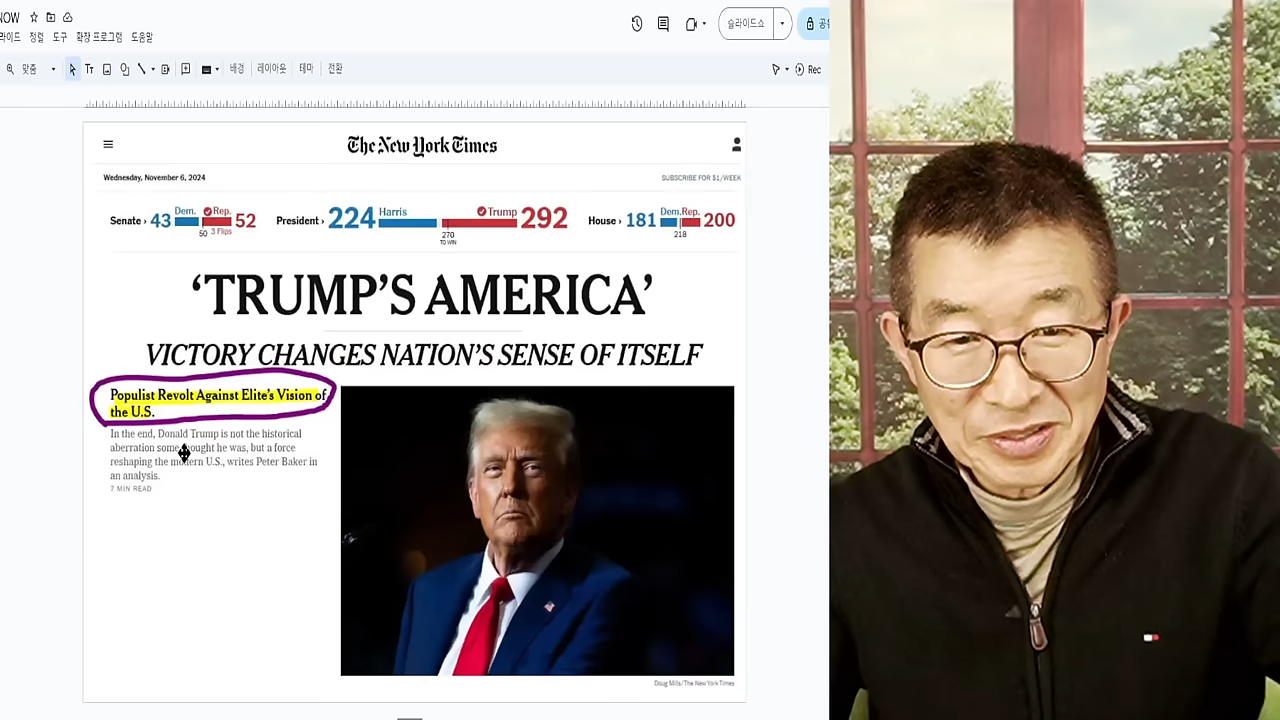 NOW
라이드 정렬 도구 확장 프로그램 도움말
슬라이드쇼
맞춤
배경 레이아웃 테마 전환
Rec
The New York Times
Wednesday, November 6, 2024
SUBSCRIBE FOR $1/WEEK
Senate › 43 Dem. Rep. 52
50 3 Flips
President › 224 Harris Trump 292
270
TO WIN
House › 181 Dem. Rep. 200
218
‘TRUMP’S AMERICA’
VICTORY CHANGES NATION’S SENSE OF ITSELF
Populist Revolt Against Elite’s Vision of
the U.S.
In the end, Donald Trump is not the historical
aberration some ought he was, but a force
reshaping the modern U.S., writes Peter Baker in
an analysis.
7 MIN READ
Doug Mills/The New York Times